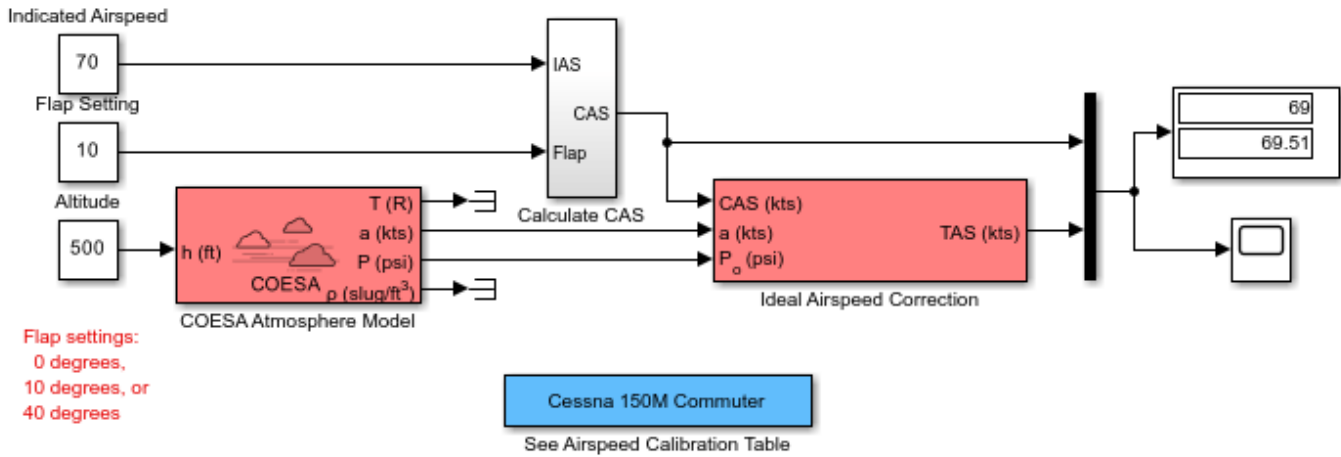 Indicated Airspeed
70
Flap Setting
10
Altitude
500
h (ft)
COESA
T (R)
a (kts)
P (psi)
ρ (slug/ft³)
COESA Atmosphere Model
IAS
CAS
Flap
Calculate CAS
CAS (kts)
a (kts)
Pₒ (psi)
TAS (kts)
Ideal Airspeed Correction
69
69.51
Flap settings:
0 degrees,
10 degrees, or
40 degrees
Cessna 150M Commuter
See Airspeed Calibration Table